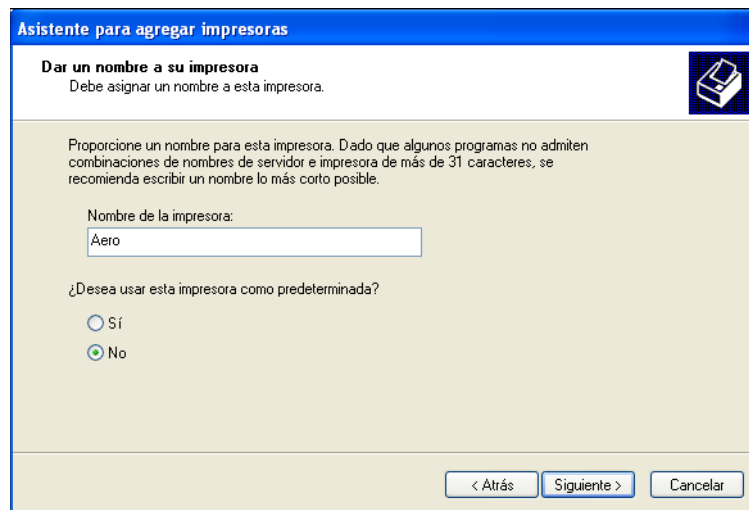 Asistente para agregar impresoras
Dar un nombre a su impresora
Debe asignar un nombre a esta impresora.
Proporcione un nombre para esta impresora. Dado que algunos programas no admiten
combinaciones de nombres de servidor e impresora de más de 31 caracteres, se
recomienda escribir un nombre lo más corto posible.
Nombre de la impresora:
Aero
¿Desea usar esta impresora como predeterminada?
Sí
No
< Atrás
Siguiente >
Cancelar